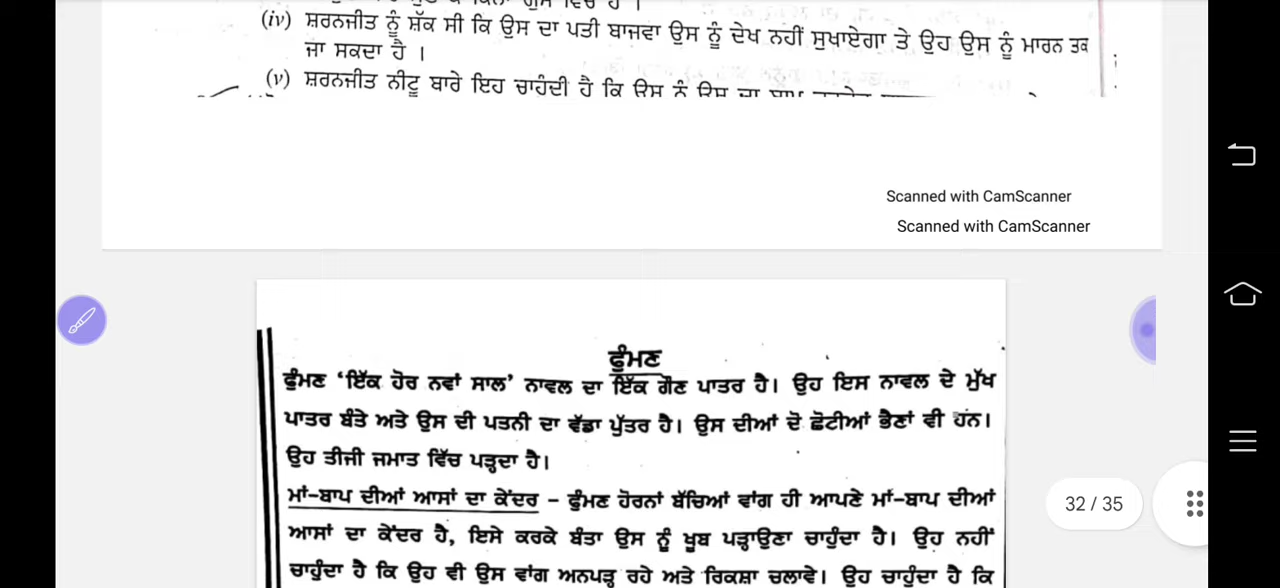 (iv) ਸ਼ਰਨਜੀਤ ਨੂੰ ਸ਼ੱਕ ਸੀ ਕਿ ਉਸ ਦਾ ਪਤੀ ਬਾਜਵਾ ਉਸ ਨੂੰ ਦੇਖ ਨਹੀਂ ਸੁਖਾਏਗਾ ਤੇ ਉਹ ਉਸ ਨੂੰ ਮਾਰਨ ਤਕ
ਜਾ ਸਕਦਾ ਹੈ ।
(v) ਸ਼ਰਨਜੀਤ ਨੀਟੂ ਬਾਰੇ ਇਹ ਚਾਹੰਦੀ ਹੈ ਕਿ ਉਸ ਨੂੰ ਉਸ ਦਾ
Scanned with CamScanner
Scanned with CamScanner
ਫੁੰਮਣ
ਫੁੰਮਣ ‘ਇੱਕ ਹੋਰ ਨਵਾਂ ਸਾਲ’ ਨਾਵਲ ਦਾ ਇੱਕ ਗੌਣ ਪਾਤਰ ਹੈ। ਉਹ ਇਸ ਨਾਵਲ ਦੇ ਮੁੱਖ
ਪਾਤਰ ਬੰਤੇ ਅਤੇ ਉਸ ਦੀ ਪਤਨੀ ਦਾ ਵੱਡਾ ਪੁੱਤਰ ਹੈ। ਉਸ ਦੀਆਂ ਦੋ ਛੋਟੀਆਂ ਭੈਣਾਂ ਵੀ ਹਨ।
ਉਹ ਤੀਜੀ ਜਮਾਤ ਵਿੱਚ ਪੜ੍ਹਦਾ ਹੈ।
ਮਾਂ-ਬਾਪ ਦੀਆਂ ਆਸਾਂ ਦਾ ਕੇਂਦਰ – ਫੁੰਮਣ ਹੋਰਨਾਂ ਬੱਚਿਆਂ ਵਾਂਗ ਹੀ ਆਪਣੇ ਮਾਂ-ਬਾਪ ਦੀਆਂ
ਆਸਾਂ ਦਾ ਕੇਂਦਰ ਹੈ, ਇਸੇ ਕਰਕੇ ਬੰਤਾ ਉਸ ਨੂੰ ਖੂਬ ਪੜ੍ਹਾਉਣਾ ਚਾਹੁੰਦਾ ਹੈ। ਉਹ ਨਹੀਂ
ਚਾਹੁੰਦਾ ਹੈ ਕਿ ਉਹ ਵੀ ਉਸ ਵਾਂਗ ਅਨਪੜ੍ਹ ਰਹੇ ਅਤੇ ਰਿਕਸ਼ਾ ਚਲਾਵੇ। ਉਹ ਚਾਹੁੰਦਾ ਹੈ ਕਿ
32 / 35